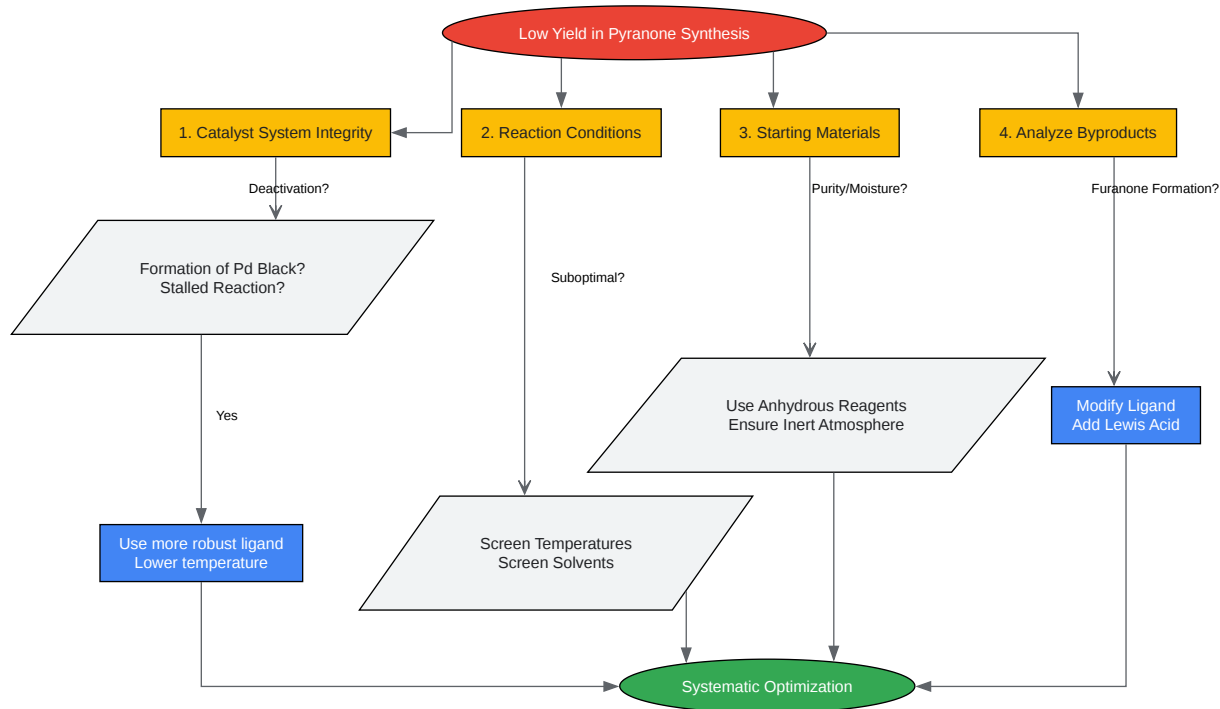 Low Yield in Pyranone Synthesis
1. Catalyst System Integrity
2. Reaction Conditions
3. Starting Materials
4. Analyze Byproducts
Deactivation?
Purity/Moisture?
Furanone Formation?
Formation of Pd Black?
Stalled Reaction?
Suboptimal?
Use Anhydrous Reagents
Ensure Inert Atmosphere
Modify Ligand
Add Lewis Acid
Yes
Use more robust ligand
Lower temperature
Screen Temperatures
Screen Solvents
Systematic Optimization